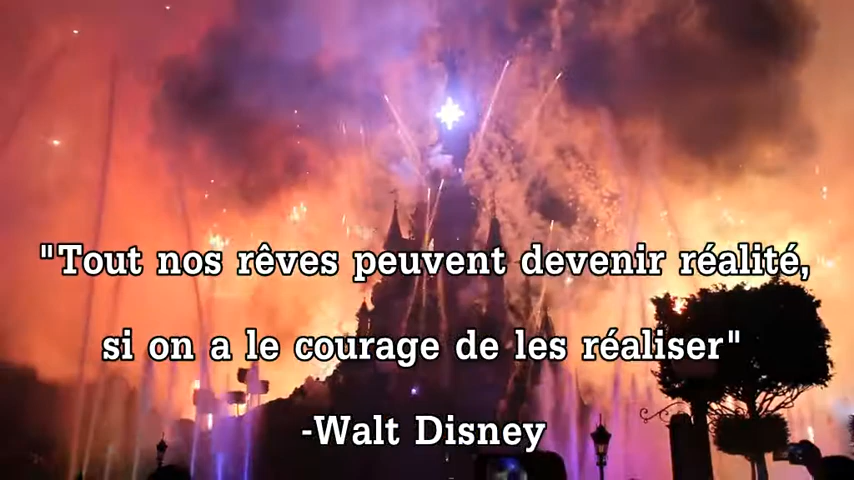 "Tout nos rêves peuvent devenir réalité,
si on a le courage de les réaliser"
-Walt Disney